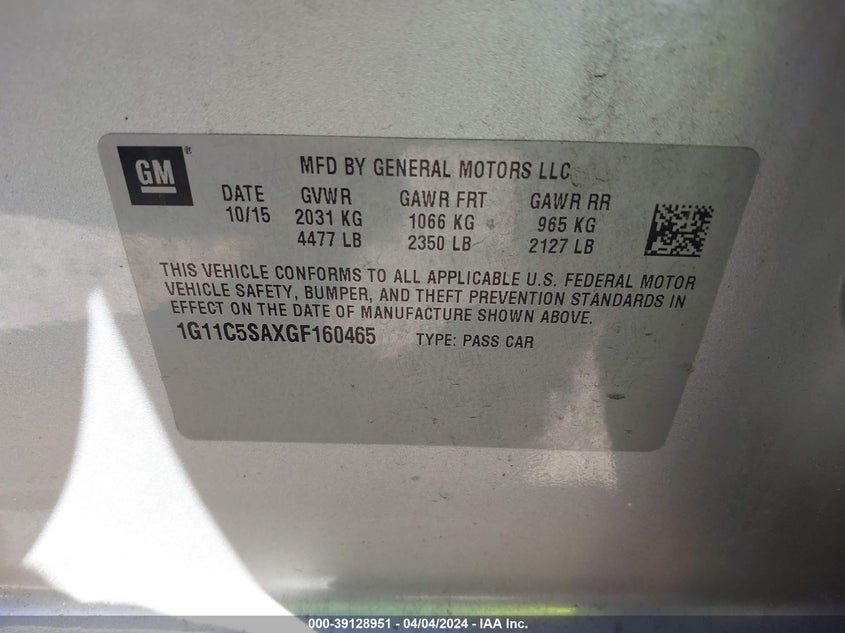 GM
MFD BY GENERAL MOTORS LLC
DATE GVWR GAWR FRT GAWR RR
10/15 2031 KG 1066 KG 965 KG
4477 LB 2350 LB 2127 LB
THIS VEHICLE CONFORMS TO ALL APPLICABLE U.S. FEDERAL MOTOR
VEHICLE SAFETY, BUMPER, AND THEFT PREVENTION STANDARDS IN
EFFECT ON THE DATE OF MANUFACTURE SHOWN ABOVE.
1G11C5SAXGF160465 TYPE: PASS CAR
000-39128951 - 04/04/2024 - IAA Inc.